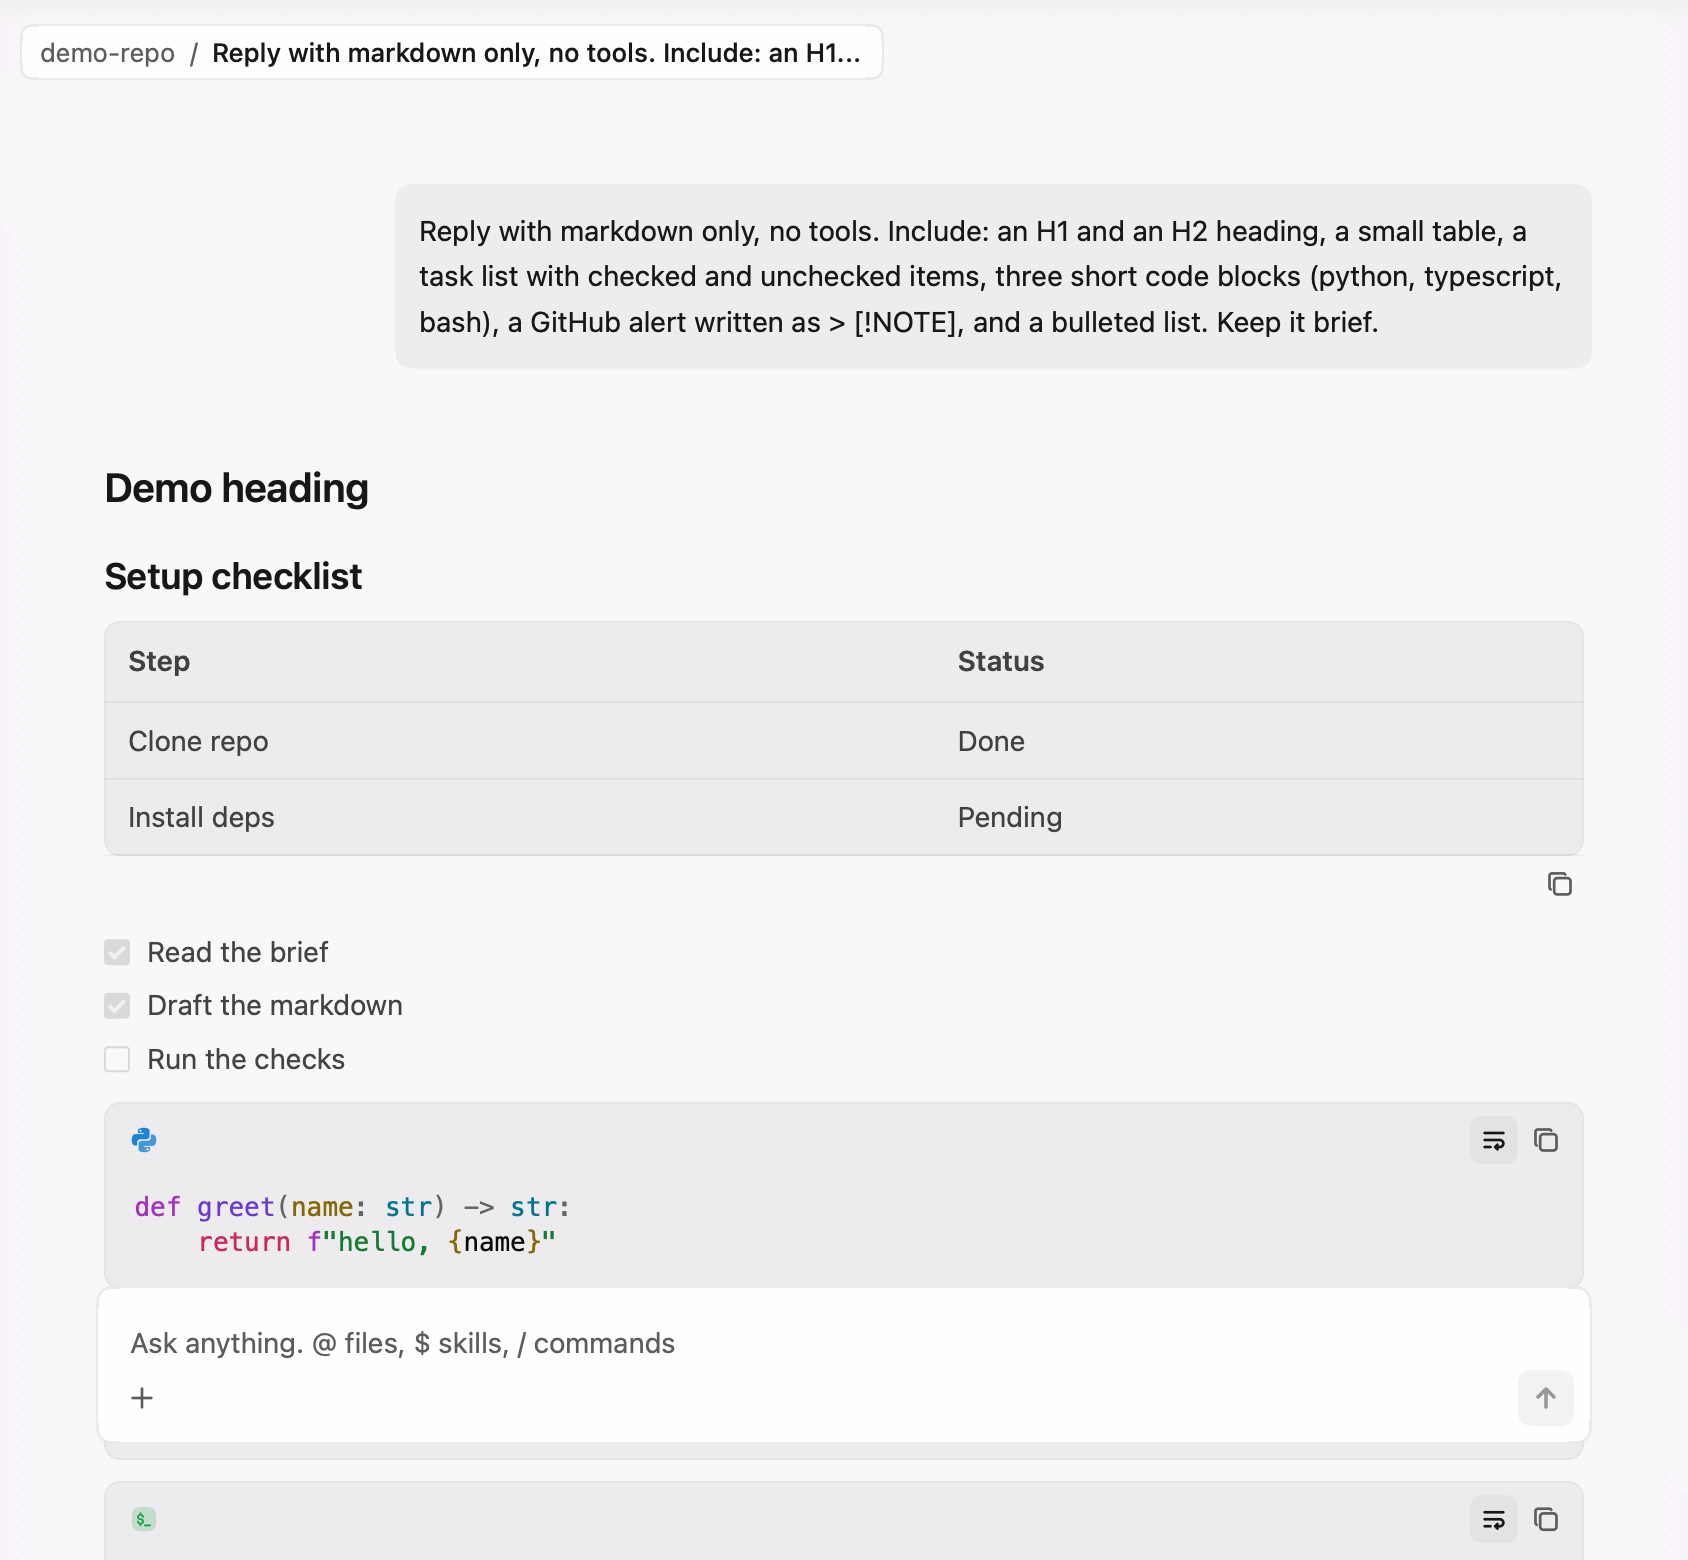 demo-repo / Reply with markdown only, no tools. Include: an H1...
Reply with markdown only, no tools. Include: an H1 and an H2 heading, a small table, a
task list with checked and unchecked items, three short code blocks (python, typescript,
bash), a GitHub alert written as > [!NOTE], and a bulleted list. Keep it brief.
Demo heading
Setup checklist
Step Status
Clone repo Done
Install deps Pending
Read the brief
Draft the markdown
Run the checks
def greet(name: str) -> str:
    return f"hello, {name}"
Ask anything. @ files, $ skills, / commands
$_